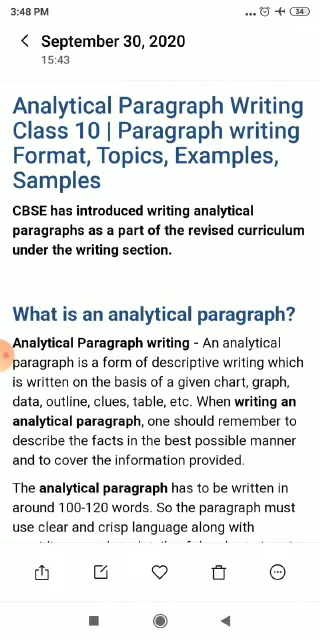 3:48 PM
34
September 30, 2020
15:43
Analytical Paragraph Writing
Class 10 | Paragraph writing
Format, Topics, Examples,
Samples
CBSE has introduced writing analytical
paragraphs as a part of the revised curriculum
under the writing section.
What is an analytical paragraph?
Analytical Paragraph writing - An analytical
paragraph is a form of descriptive writing which
is written on the basis of a given chart, graph,
data, outline, clues, table, etc. When writing an
analytical paragraph, one should remember to
describe the facts in the best possible manner
and to cover the information provided.
The analytical paragraph has to be written in
around 100-120 words. So the paragraph must
use clear and crisp language along with